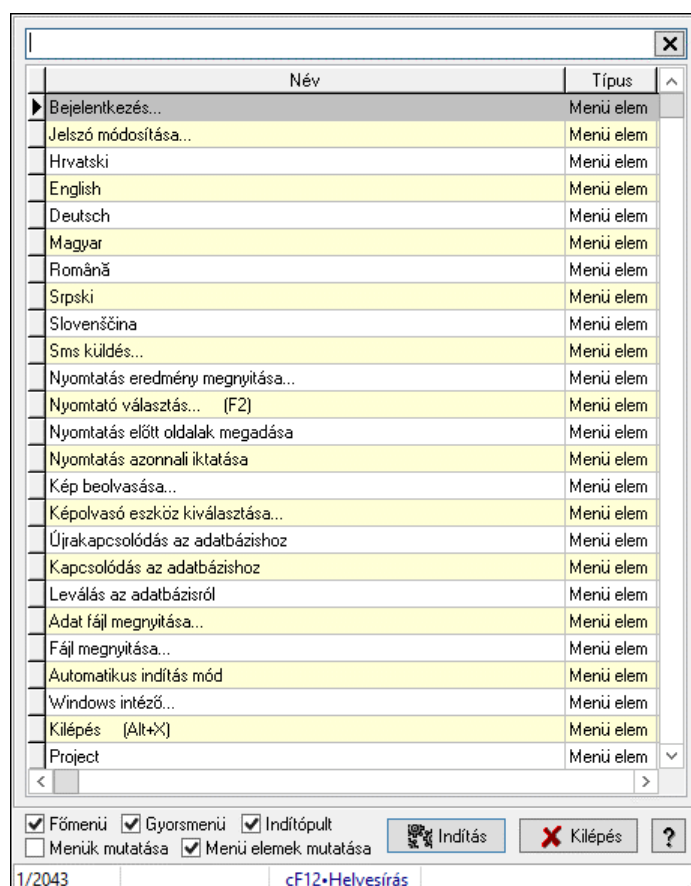 Név Típus
Bejelentkezés... Menü elem
Jelszó módosítása... Menü elem
Hrvatski Menü elem
English Menü elem
Deutsch Menü elem
Magyar Menü elem
Română Menü elem
Srpski Menü elem
Slovenščina Menü elem
Sms küldés... Menü elem
Nyomtatás eredmény megnyitása... Menü elem
Nyomtató választás... (F2) Menü elem
Nyomtatás előtt oldalak megadása Menü elem
Nyomtatás azonnali iktatása Menü elem
Kép beolvasása... Menü elem
Képolvasó eszköz kiválasztása... Menü elem
Újrakapcsolódás az adatbázishoz Menü elem
Kapcsolódás az adatbázishoz Menü elem
Leválás az adatbázisról Menü elem
Adat fájl megnyitása... Menü elem
Fájl megnyitása... Menü elem
Automatikus indítás mód Menü elem
Windows intéző... Menü elem
Kilépés (Alt+X) Menü elem
Project Menü elem
Főmenü Gyorsmenü Indítópult Indítás Kilépés ?
Menük mutatása Menü elemek mutatása
1/2043 cF12•Helyesírás